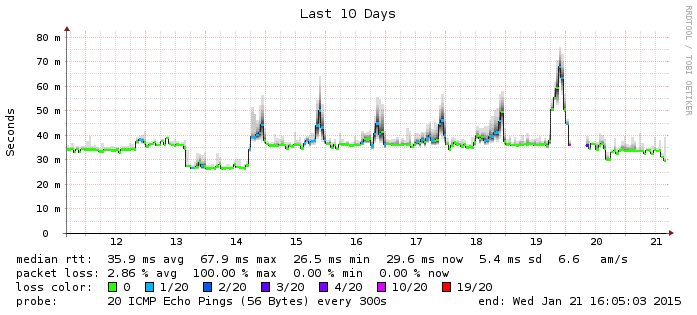 Last 10 Days
RRDTOOL / TOBI OETIKER
Seconds
80 m
70 m
60 m
50 m
40 m
30 m
20 m
10 m
0
12 13 14 15 16 17 18 19 20 21
median rtt: 35.9 ms avg 67.9 ms max 26.5 ms min 29.6 ms now 5.4 ms sd 6.6 am/s
packet loss: 2.86 % avg 100.00 % max 0.00 % min 0.00 % now
loss color: 0 1/20 2/20 3/20 4/20 10/20 19/20
probe: 20 ICMP Echo Pings (56 Bytes) every 300s end: Wed Jan 21 16:05:03 2015